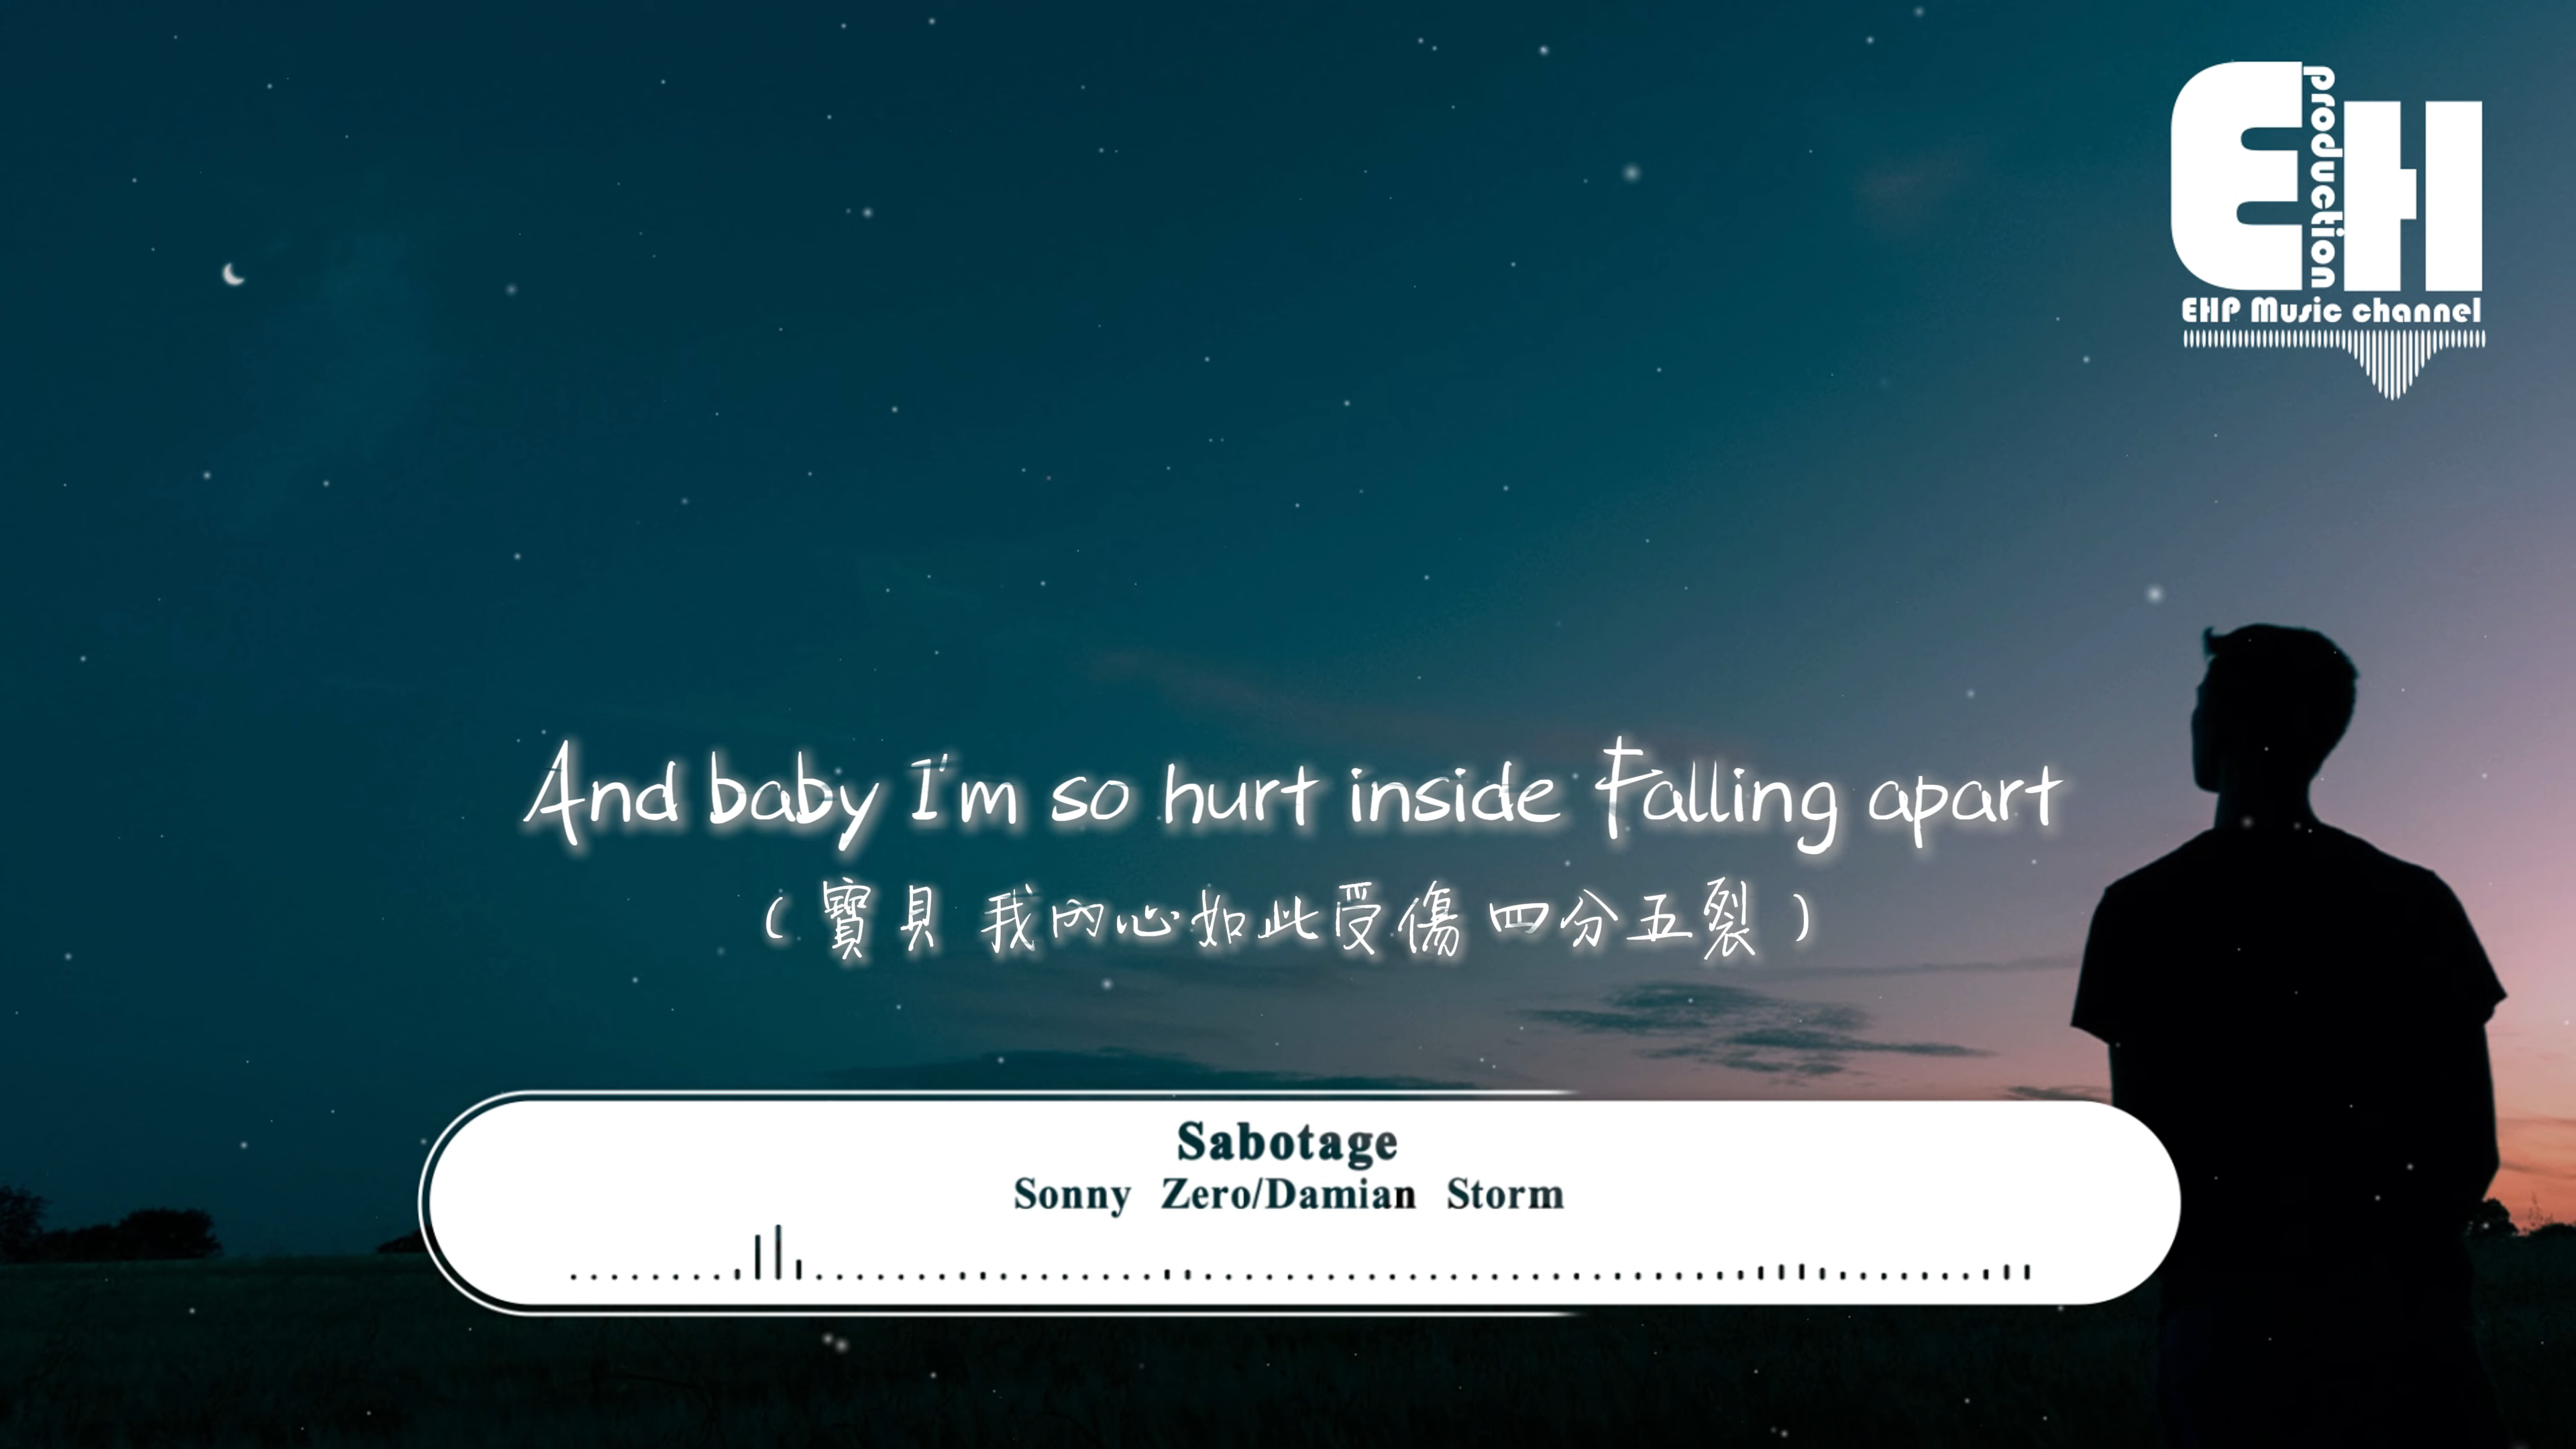 EH
production
EHP Music channel
And baby I'm so hurt inside Falling apart
（寶貝 我內心如此受傷 四分五裂）
Sabotage
Sonny Zero/Damian Storm